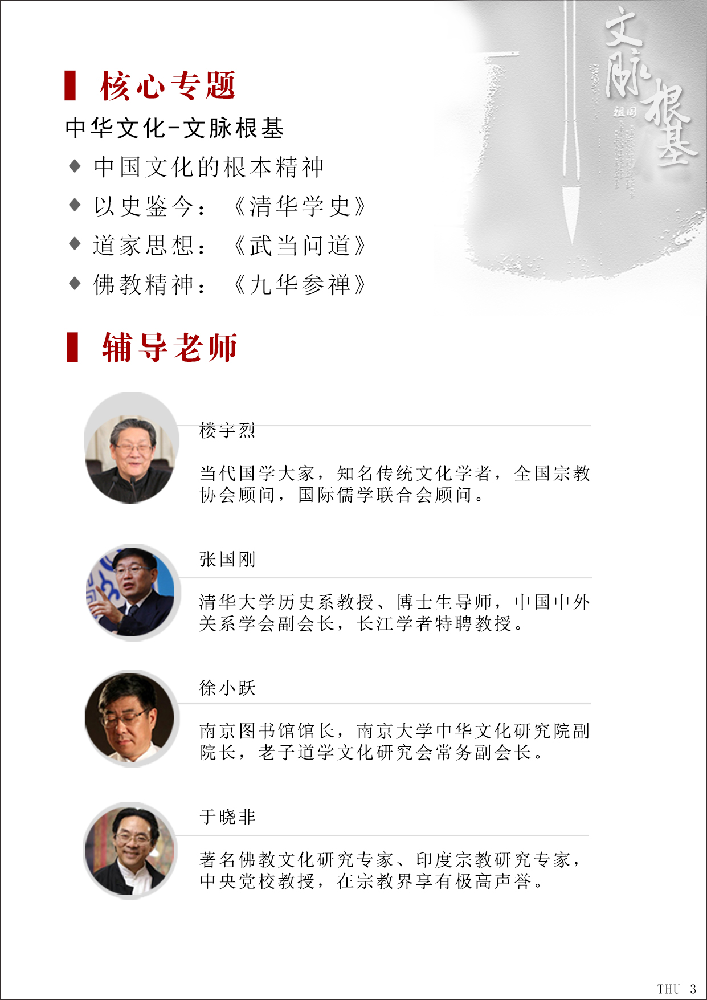 文脉根基
祖国
核心专题
中华文化-文脉根基
◆ 中国文化的根本精神
◆ 以史鉴今：《清华学史》
◆ 道家思想：《武当问道》
◆ 佛教精神：《九华参禅》
辅导老师
楼宇烈
当代国学大家，知名传统文化学者，全国宗教
协会顾问，国际儒学联合会顾问。
张国刚
清华大学历史系教授、博士生导师，中国中外
关系学会副会长，长江学者特聘教授。
徐小跃
南京图书馆馆长，南京大学中华文化研究院副
院长，老子道学文化研究会常务副会长。
于晓非
著名佛教文化研究专家、印度宗教研究专家，
中央党校教授，在宗教界享有极高声誉。
THU 3